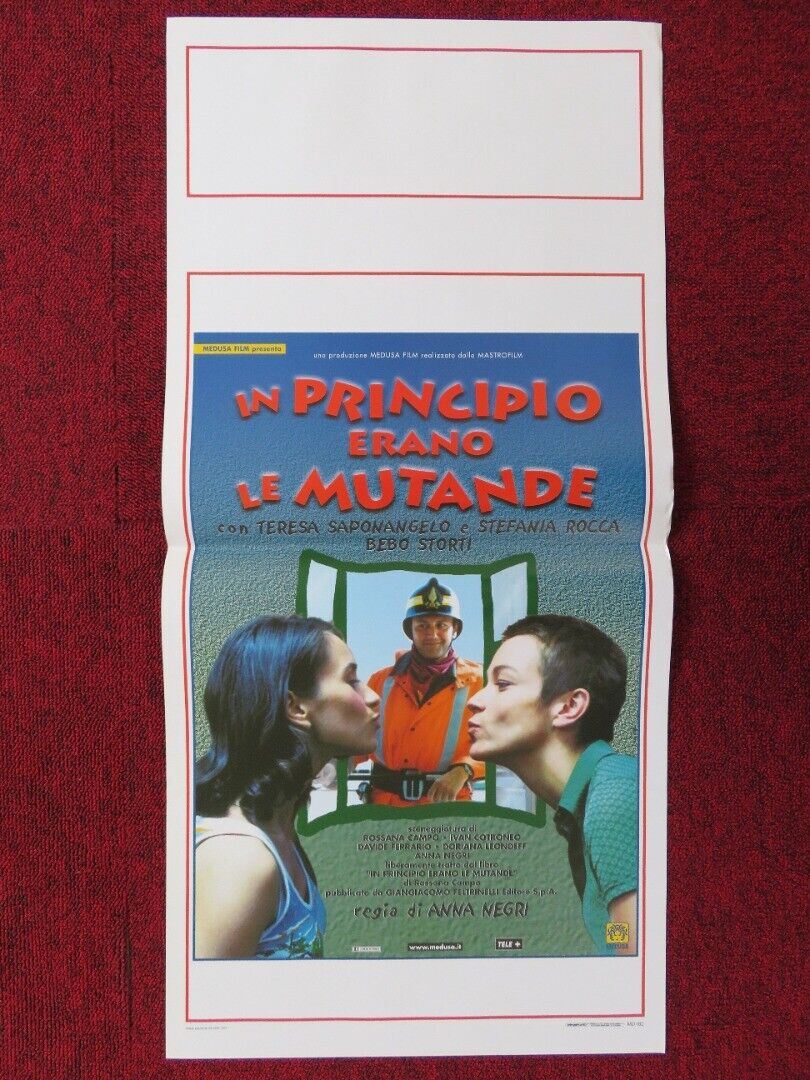 MEDUSA FILM presenta
una produzione MEDUSA FILM realizzata dalla MASTROFILM
IN PRINCIPIO
ERANO
LE MUTANDE
con TERESA SAPONANGELO e STEFANIA ROCCA
BEBO STORTI
sceneggiatura di
ROSSANA CAMPO • IVAN COTRONEO
DAVIDE FERRARIO • DORIANA LEONDEFF
ANNA NEGRI
liberamente tratto dal libro
"IN PRINCIPIO ERANO LE MUTANDE"
di Rossana Campo
pubblicato da GIANGIACOMO FELTRINELLI Editore S.p.A.
regia di ANNA NEGRI
www.medusa.it
TELE +
MEDUSA